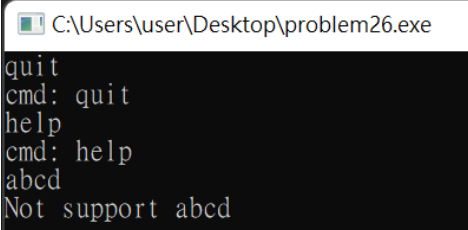 C:\Users\user\Desktop\problem26.exe
quit
cmd: quit
help
cmd: help
abcd
Not support abcd